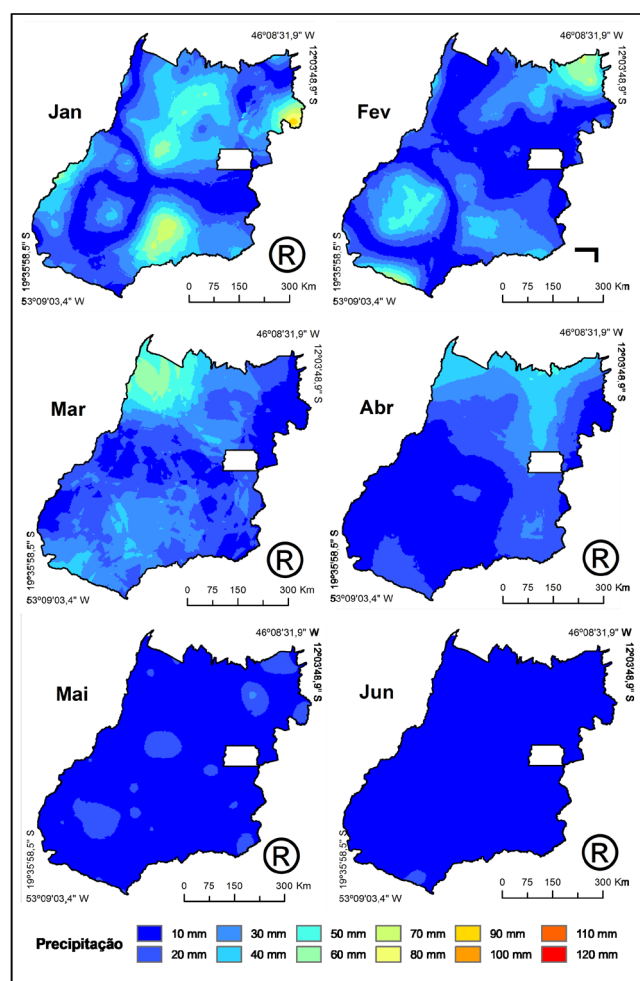 46º08'31,9" W
12º03'48,9" S
Jan
19º35'58,5" S
53º09'03,4" W
R
0 75 150 300 Km
46º08'31,9" W
12º03'48,9" S
Fev
19º35'58,5" S
53º09'03,4" W
0 75 150 300 Km
46º08'31,9" W
12º03'48,9" S
Mar
19º35'58,5" S
53º09'03,4" W
R
0 75 150 300 Km
46º08'31,9" W
12º03'48,9" S
Abr
19º35'58,5" S
53º09'03,4" W
R
0 75 150 300 Km
46º08'31,9" W
12º03'48,9" S
Mai
19º35'58,5" S
53º09'03,4" W
R
0 75 150 300 Km
46º08'31,9" W
12º03'48,9" S
Jun
19º35'58,5" S
53º09'03,4" W
R
0 75 150 300 Km
Precipitação
10 mm 30 mm 50 mm 70 mm 90 mm 110 mm
20 mm 40 mm 60 mm 80 mm 100 mm 120 mm